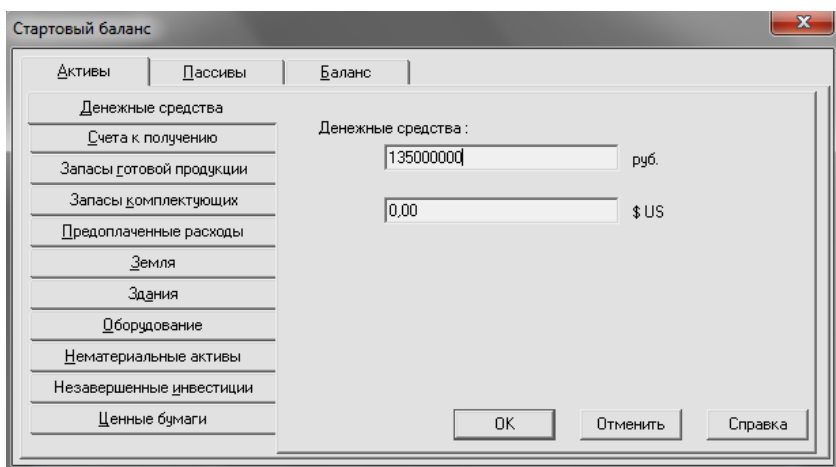 Стартовый баланс
Активы Пассивы Баланс
Денежные средства
Счета к получению
Запасы готовой продукции
Запасы комплектующих
Предоплаченные расходы
Земля
Здания
Оборудование
Нематериальные активы
Незавершенные инвестиции
Ценные бумаги
Денежные средства :
135000000 руб.
0,00 $ US
OK Отменить Справка